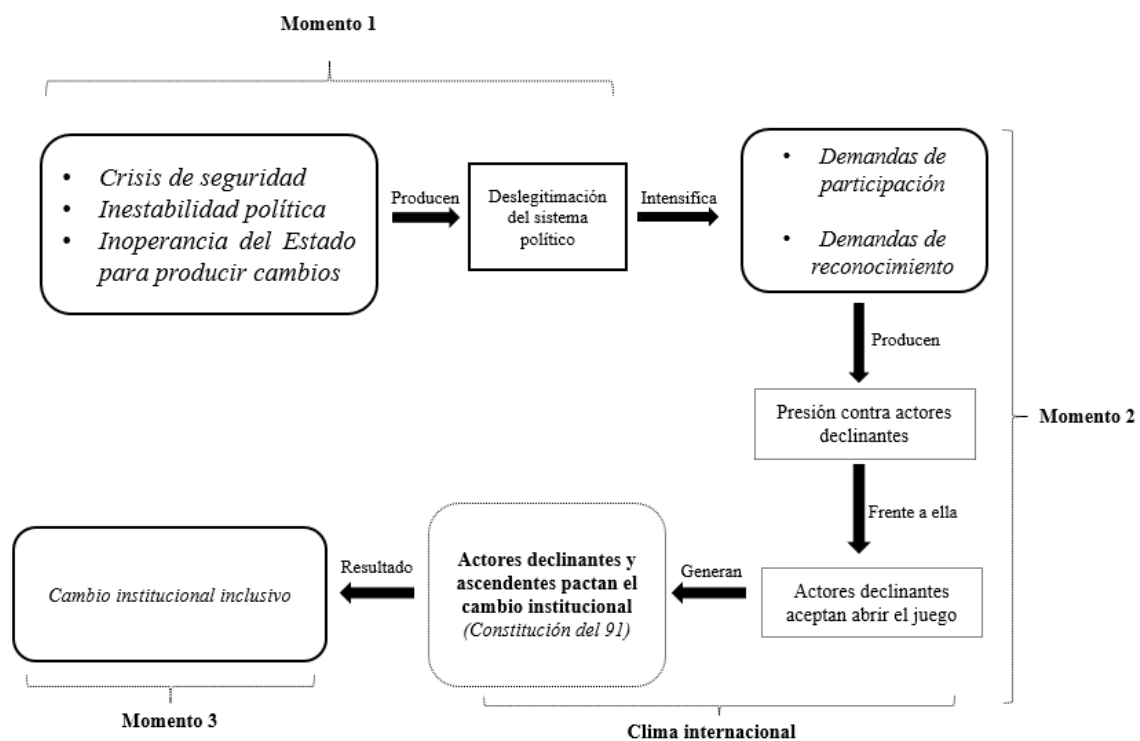 Momento 1
• Crisis de seguridad
• Inestabilidad política
• Inoperancia del Estado
para producir cambios
Producen
Deslegitimación
del sistema
político
Intensifica
• Demandas de
participación
• Demandas de
reconocimiento
Producen
Presión contra actores
declinantes
Momento 2
Frente a ella
Actores declinantes
aceptan abrir el juego
Generan
Actores declinantes y
ascendentes pactan el
cambio institucional
(Constitución del 91)
Resultado
Cambio institucional inclusivo
Momento 3
Clima internacional